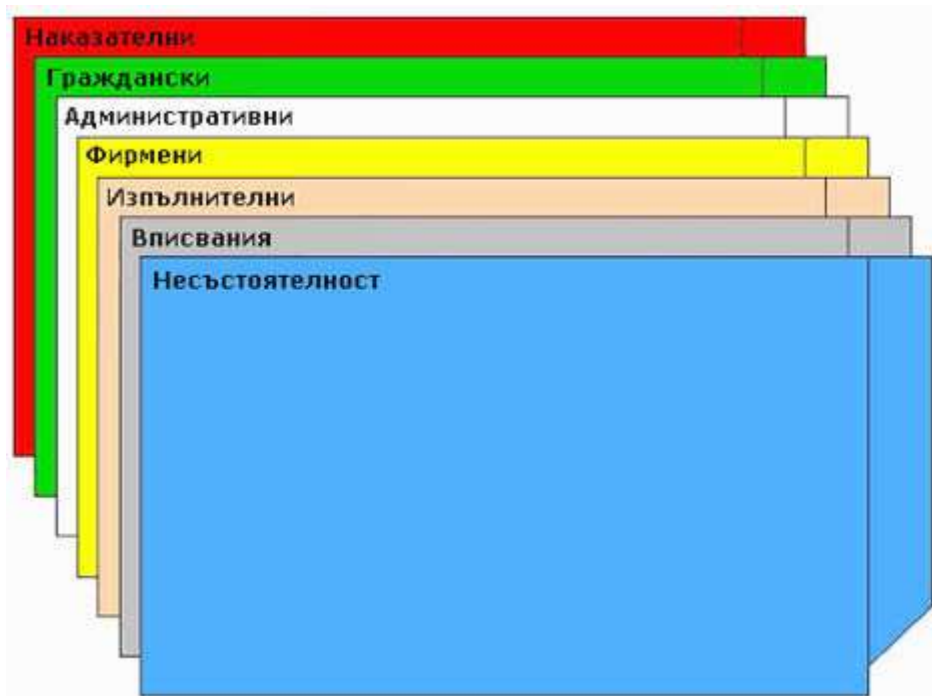 Наказателни
Граждански
Административни
Фирмени
Изпълнителни
Вписвания
Несъстоятелност